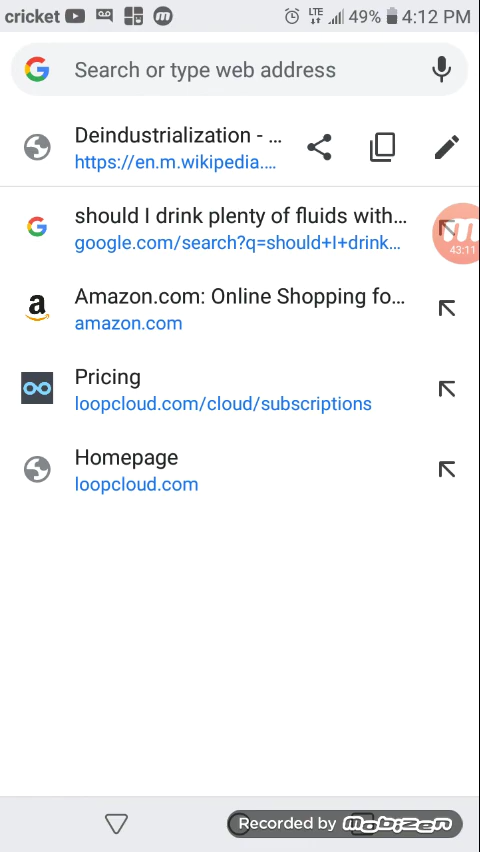 cricket 49% 4:12 PM
LTE
Search or type web address
Deindustrialization - ...
https://en.m.wikipedia....
should I drink plenty of fluids with...
google.com/search?q=should+I+drink...
43:11
Amazon.com: Online Shopping fo...
amazon.com
Pricing
loopcloud.com/cloud/subscriptions
Homepage
loopcloud.com
Recorded by mobizen